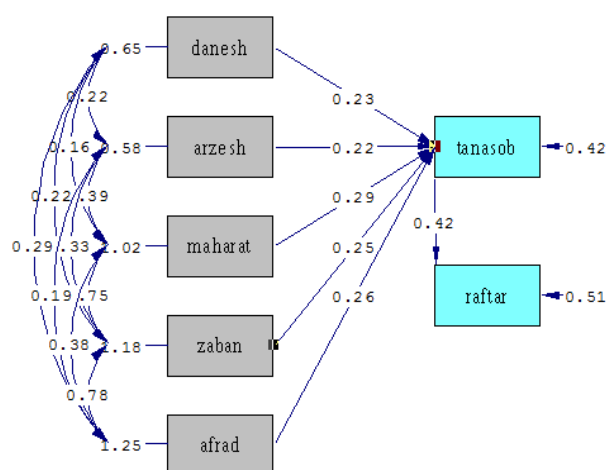 0.65 danesh
0.22 0.23
0.16 0.58 arzesh 0.22 tanasob 0.42
0.22 .39 0.29
0.42
0.29 .33 1.02 maharat 0.25
0.19 .75 0.26 raftar 0.51
0.38 1.18 zaban
0.78
1.25 afrad